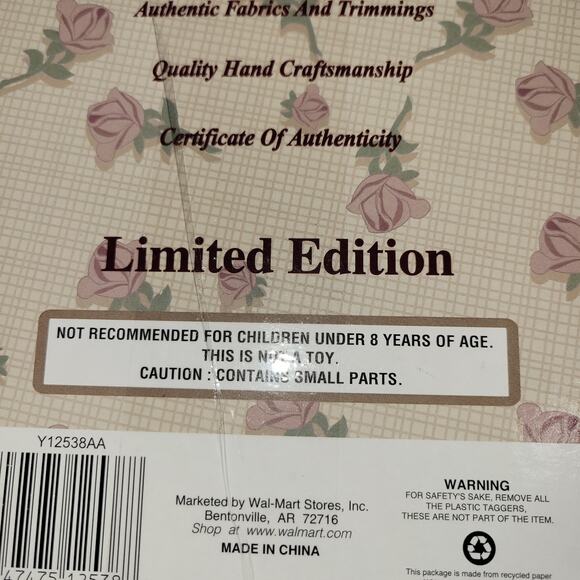 Authentic Fabrics And Trimmings
Quality Hand Craftsmanship
Certificate Of Authenticity
Limited Edition
NOT RECOMMENDED FOR CHILDREN UNDER 8 YEARS OF AGE.
THIS IS NOT A TOY.
CAUTION : CONTAINS SMALL PARTS.
Y12538AA
Marketed by Wal-Mart Stores, Inc.
Bentonville, AR 72716
Shop at www.walmart.com
MADE IN CHINA
WARNING
FOR SAFETY'S SAKE, REMOVE ALL
THE PLASTIC TAGGERS,
THESE ARE NOT PART OF THE ITEM.
This package is made from recycled paper
47475 12538